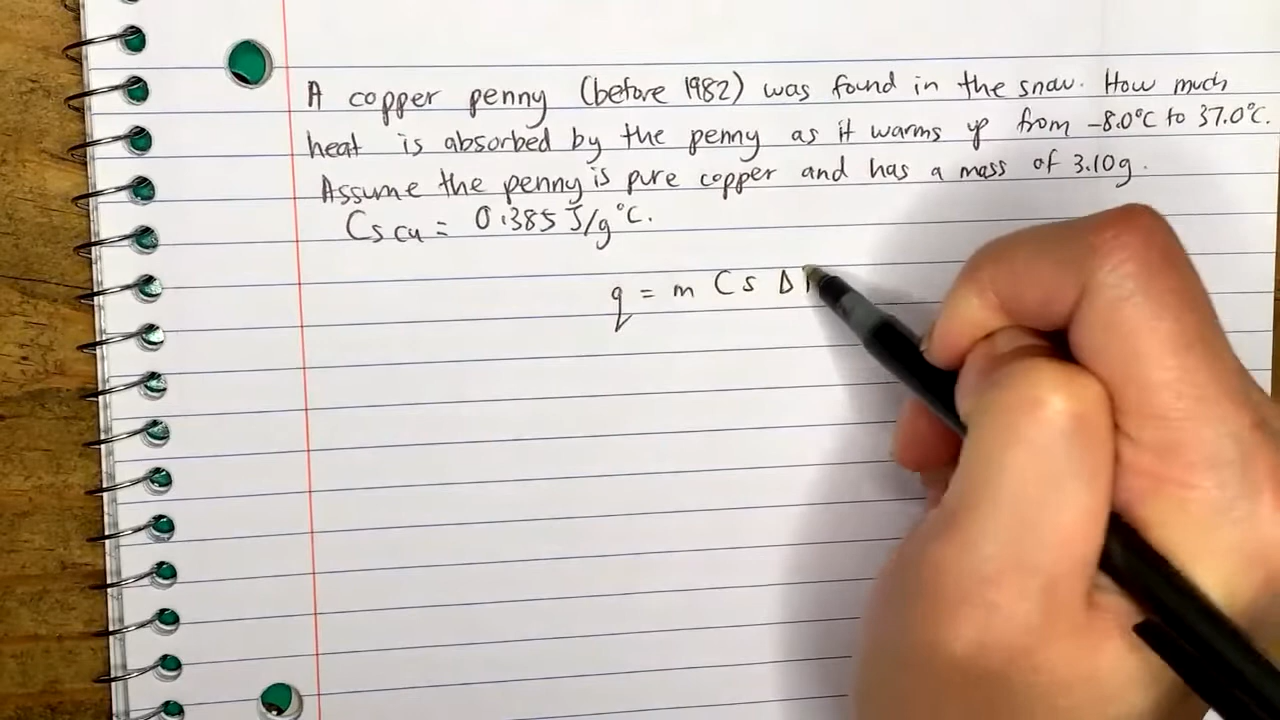 A copper penny (before 1982) was found in the snow. How much
heat is absorbed by the penny as it warms up from -8.0°C to 37.0°C.
Assume the penny is pure copper and has a mass of 3.10g.
Cs Cu = 0.385 J/g°C.
q = m Cs Δ